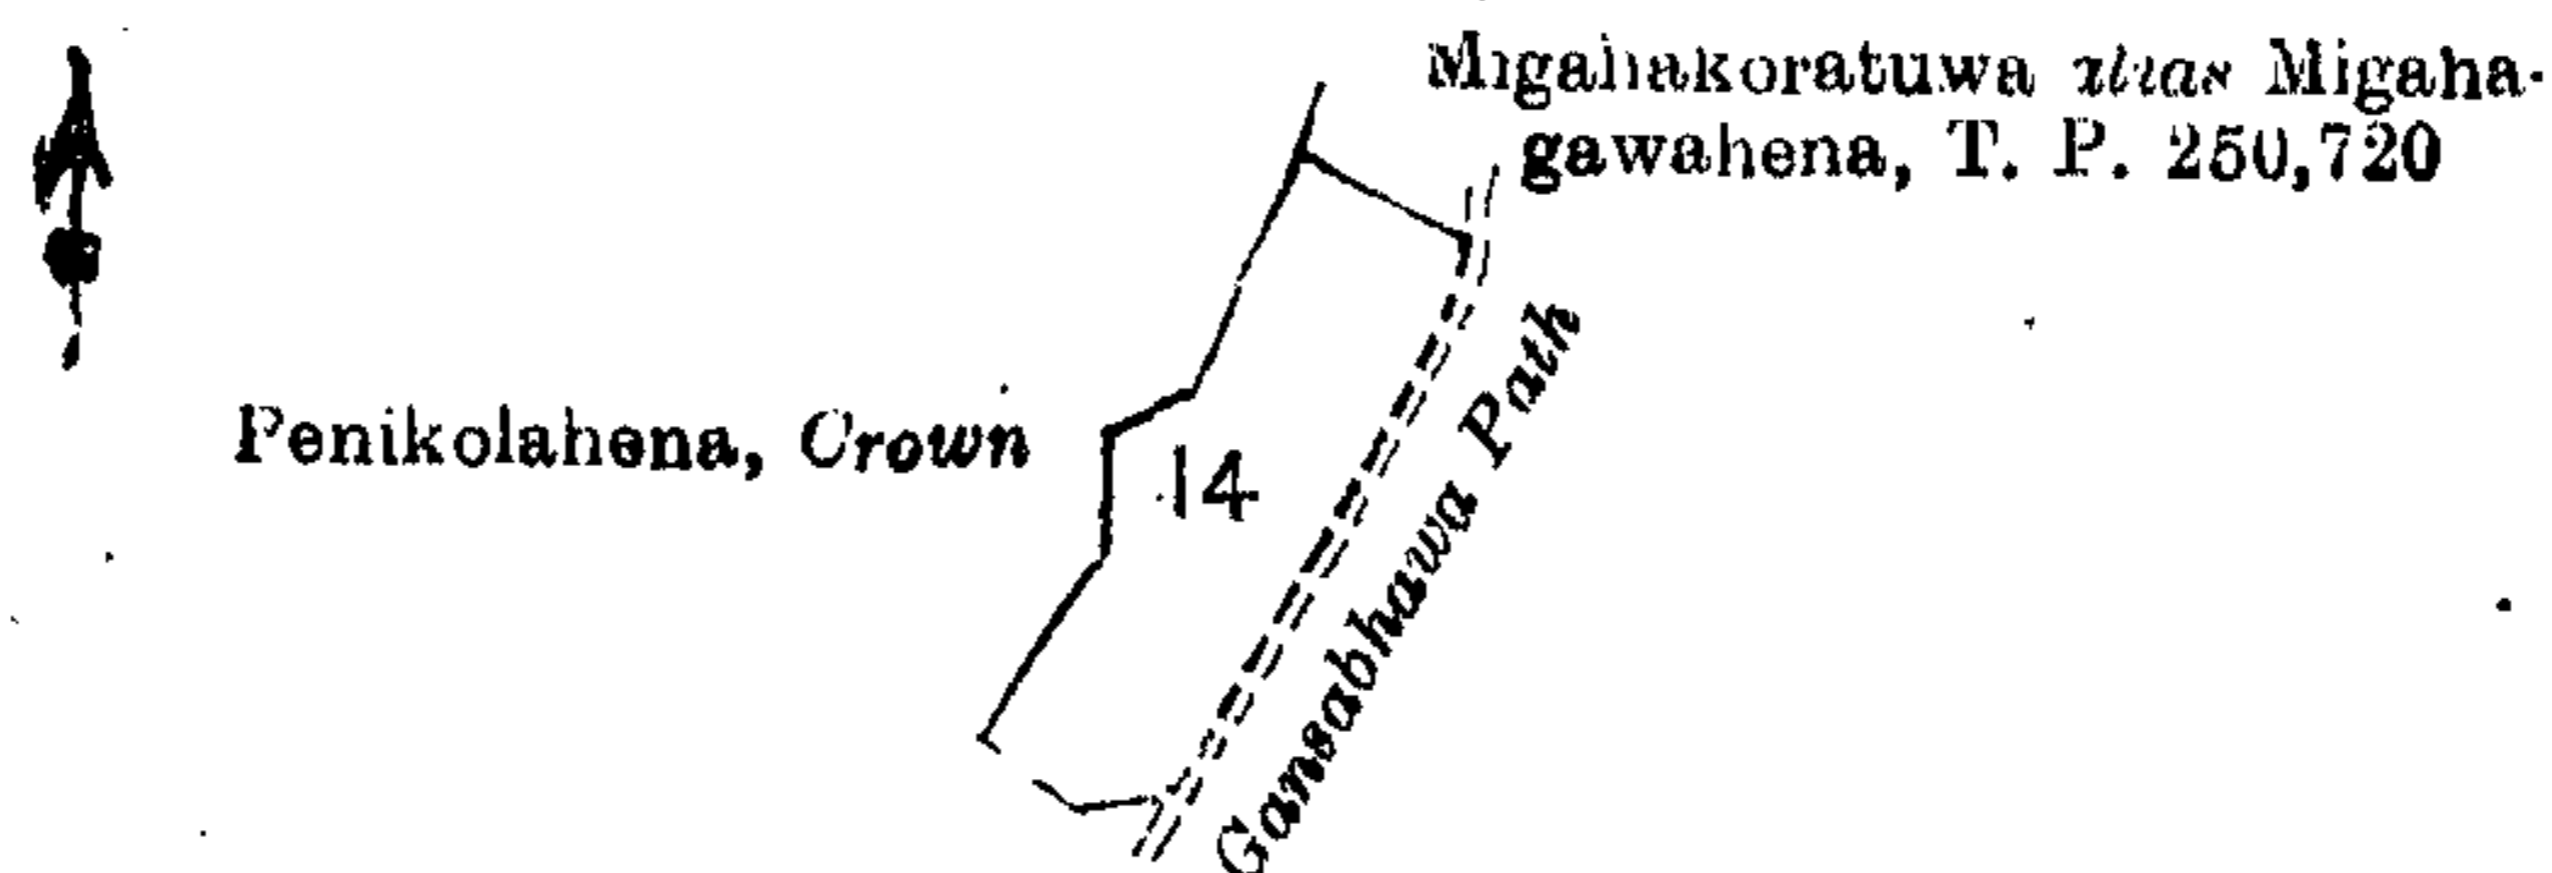 Migahakoratuwa alias Migaha-
gawahena, T. P. 250,720
Penikolahena, Crown
14
Gansabhawa Path